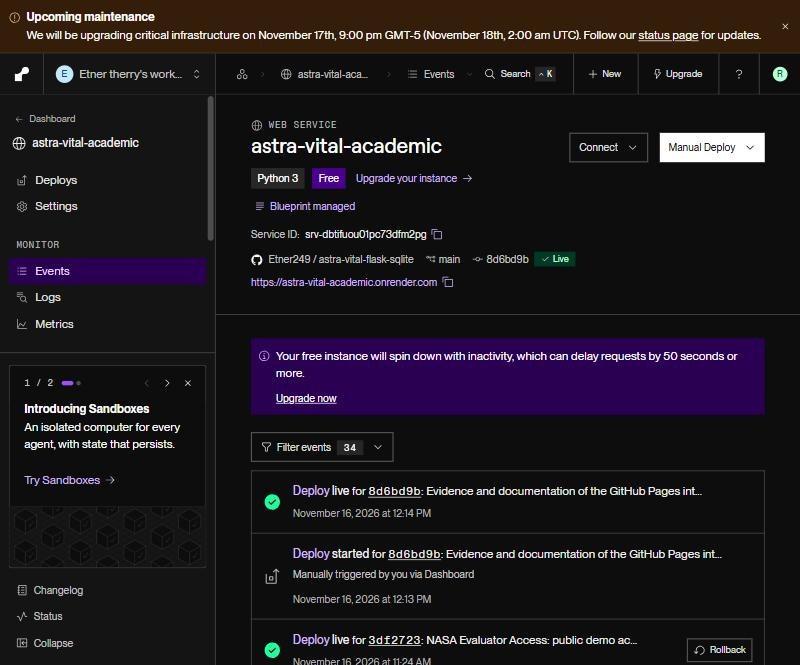 Upcoming maintenance
We will be upgrading critical infrastructure on November 17th, 9:00 pm GMT-5 (November 18th, 2:00 am UTC). Follow our status page for updates.
E Etner therry's work...
astra-vital-aca...
Events
Search ^ K
+ New
Upgrade
?
R
← Dashboard
astra-vital-academic
Deploys
Settings
MONITOR
Events
Logs
Metrics
1 / 2
Introducing Sandboxes
An isolated computer for every
agent, with state that persists.
Try Sandboxes →
Changelog
Status
Collapse
WEB SERVICE
astra-vital-academic
Connect
Manual Deploy
Python 3
Free
Upgrade your instance →
Blueprint managed
Service ID: srv-dbtifuou01pc73dfm2pg
Etner249 / astra-vital-flask-sqlite
main
8d6bd9b
✓ Live
https://astra-vital-academic.onrender.com
Your free instance will spin down with inactivity, which can delay requests by 50 seconds or
more.
Upgrade now
Filter events 34
Deploy live for 8d6bd9b: Evidence and documentation of the GitHub Pages int...
November 16, 2026 at 12:14 PM
Deploy started for 8d6bd9b: Evidence and documentation of the GitHub Pages int...
Manually triggered by you via Dashboard
November 16, 2026 at 12:13 PM
Deploy live for 3df2723: NASA Evaluator Access: public demo ac...
Rollback
November 16, 2026 at 11:24 AM